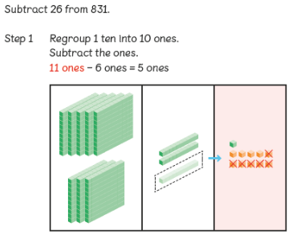 Subtract 26 from 831.
Step 1 Regroup 1 ten into 10 ones.
Subtract the ones.
11 ones – 6 ones = 5 ones